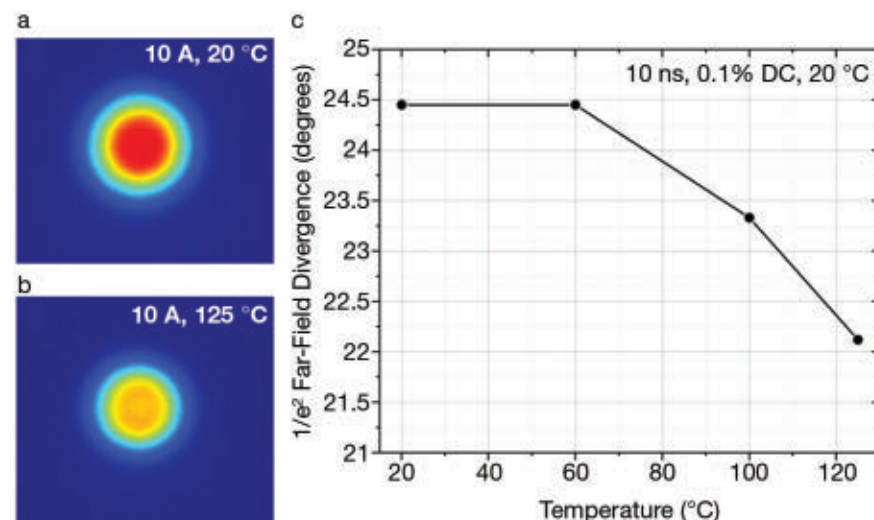 a
10 A, 20 °C
b
10 A, 125 °C
c
10 ns, 0.1% DC, 20 °C
1/e² Far-Field Divergence (degrees)
25
24.5
24
23.5
23
22.5
22
21.5
21
20 40 60 80 100 120
Temperature (°C)